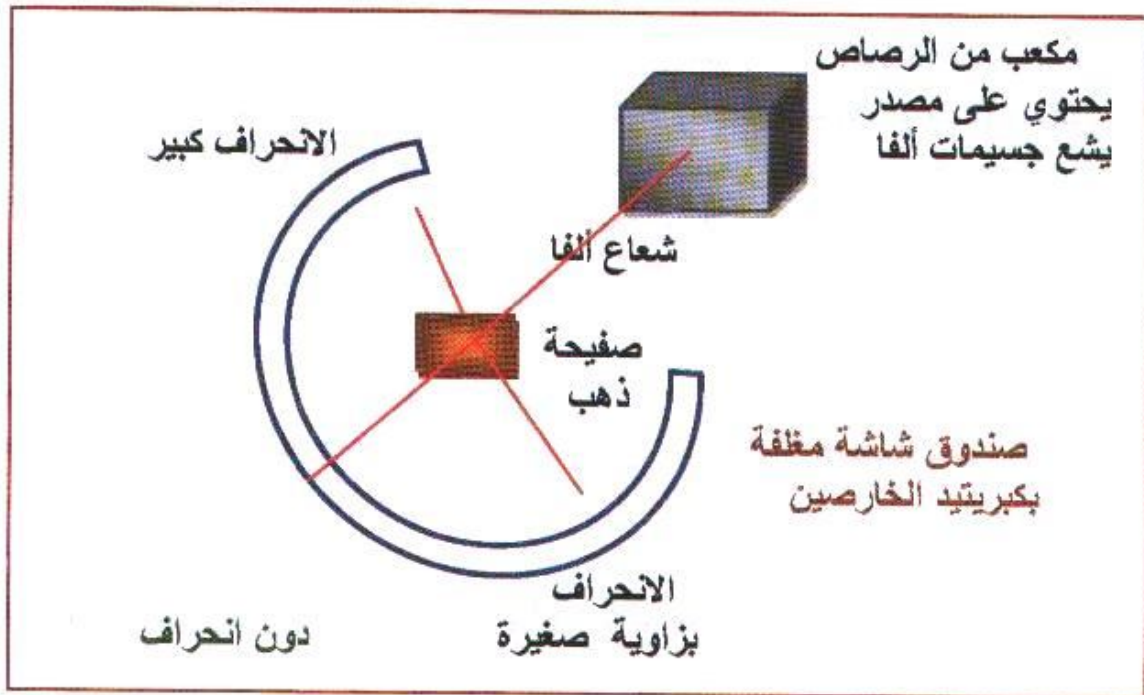 مكعب من الرصاص
يحتوي على مصدر
يشع جسيمات ألفا
الانحراف كبير
شعاع ألفا
صفيحة
ذهب
صندوق شاشة مغلفة
بكبريتيد الخارصين
الانحراف
بزاوية صغيرة
دون انحراف